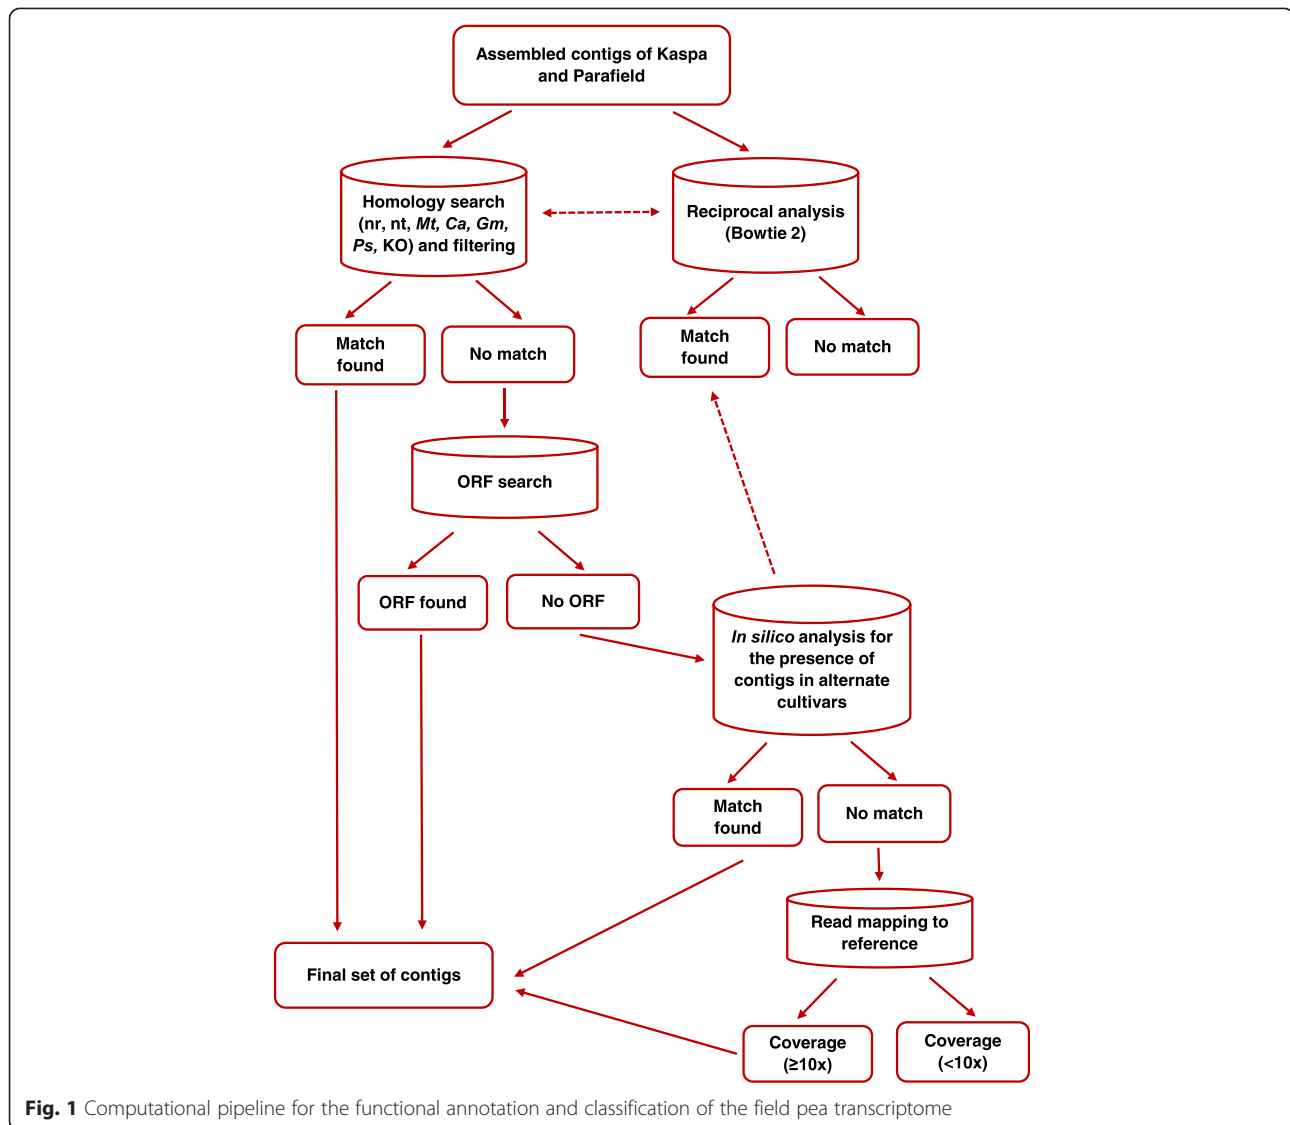 Assembled contigs of Kaspa
and Parafield
Homology search
(nr, nt, Mt, Ca, Gm,
Ps, KO) and filtering
Reciprocal analysis
(Bowtie 2)
Match
found
No match
Match
found
No match
ORF search
ORF found
No ORF
In silico analysis for
the presence of
contigs in alternate
cultivars
Match
found
No match
Read mapping to
reference
Final set of contigs
Coverage
(≥10x)
Coverage
(<10x)
Fig. 1 Computational pipeline for the functional annotation and classification of the field pea transcriptome